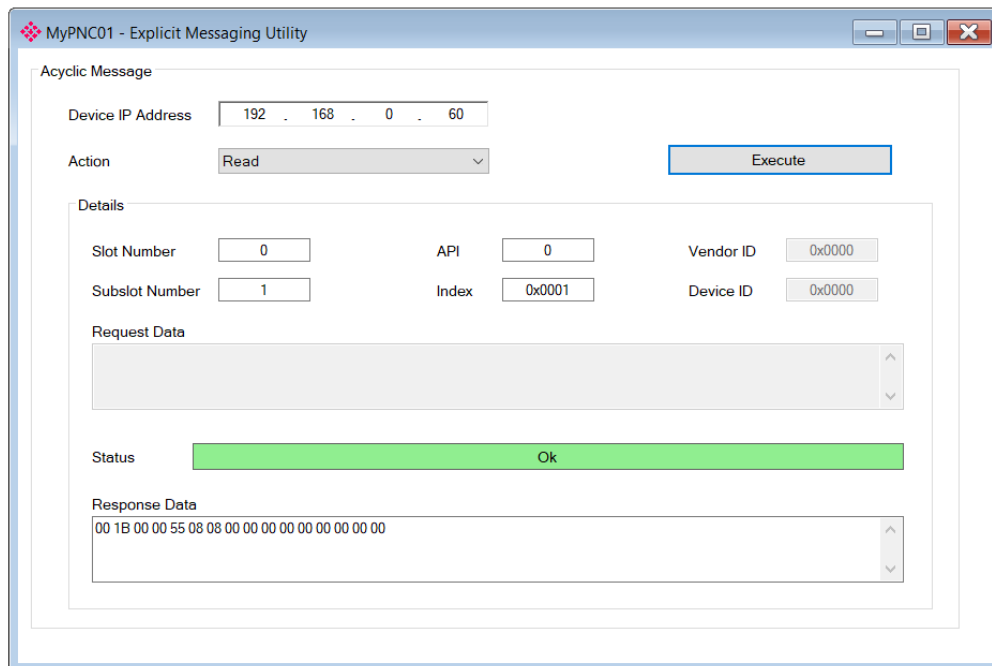 MyPNC01 - Explicit Messaging Utility
Acyclic Message
Device IP Address 192 . 168 . 0 . 60
Action Read Execute
Details
Slot Number 0 API 0 Vendor ID 0x0000
Subslot Number 1 Index 0x0001 Device ID 0x0000
Request Data
Status Ok
Response Data
00 1B 00 00 55 08 08 00 00 00 00 00 00 00 00 00